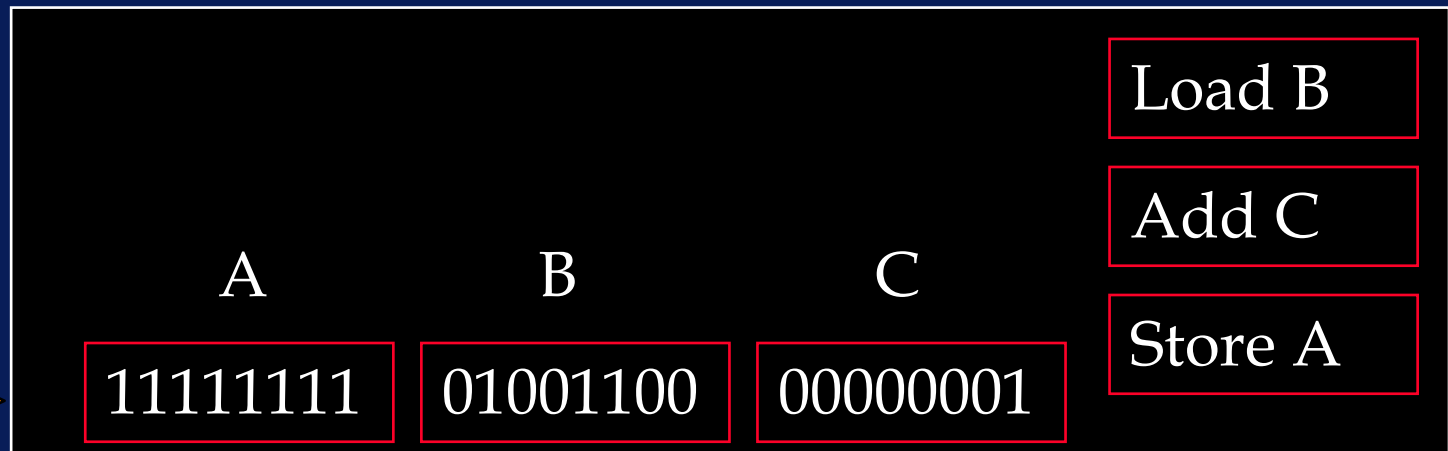 Load B
Add C
Store A
A B C
11111111 01001100 00000001